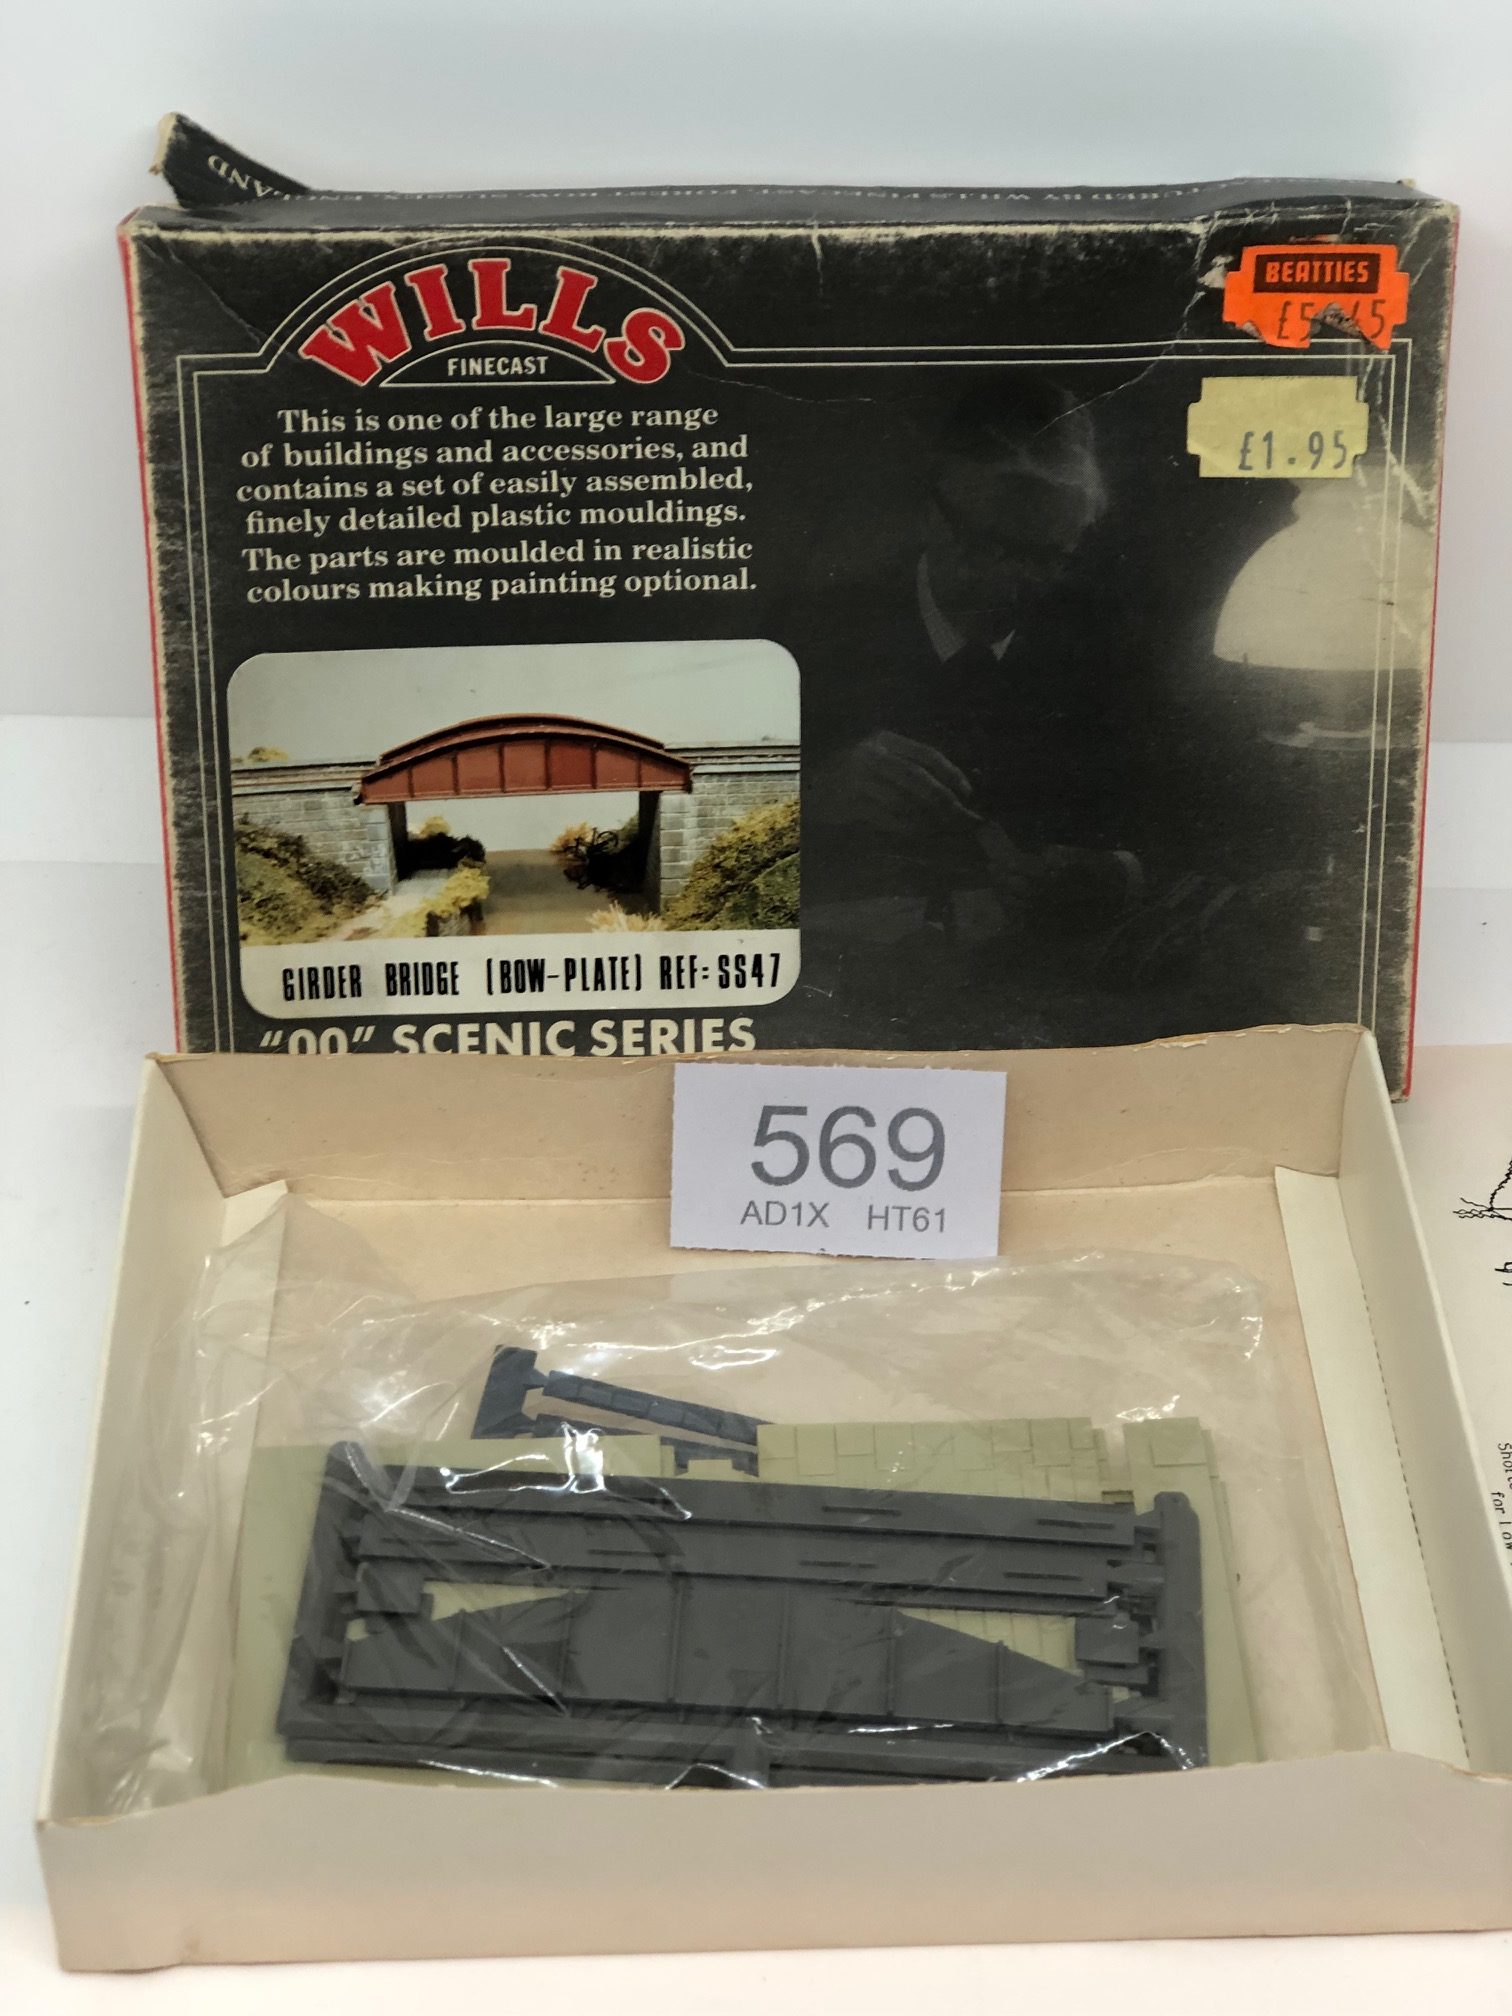 WILLS
FINECAST
BEATTIES
£1.95
This is one of the large range
of buildings and accessories, and
contains a set of easily assembled,
finely detailed plastic mouldings.
The parts are moulded in realistic
colours making painting optional.
GIRDER BRIDGE (BOW-PLATE) REF: SS47
"00" SCENIC SERIES
569
AD1X HT61
for Low